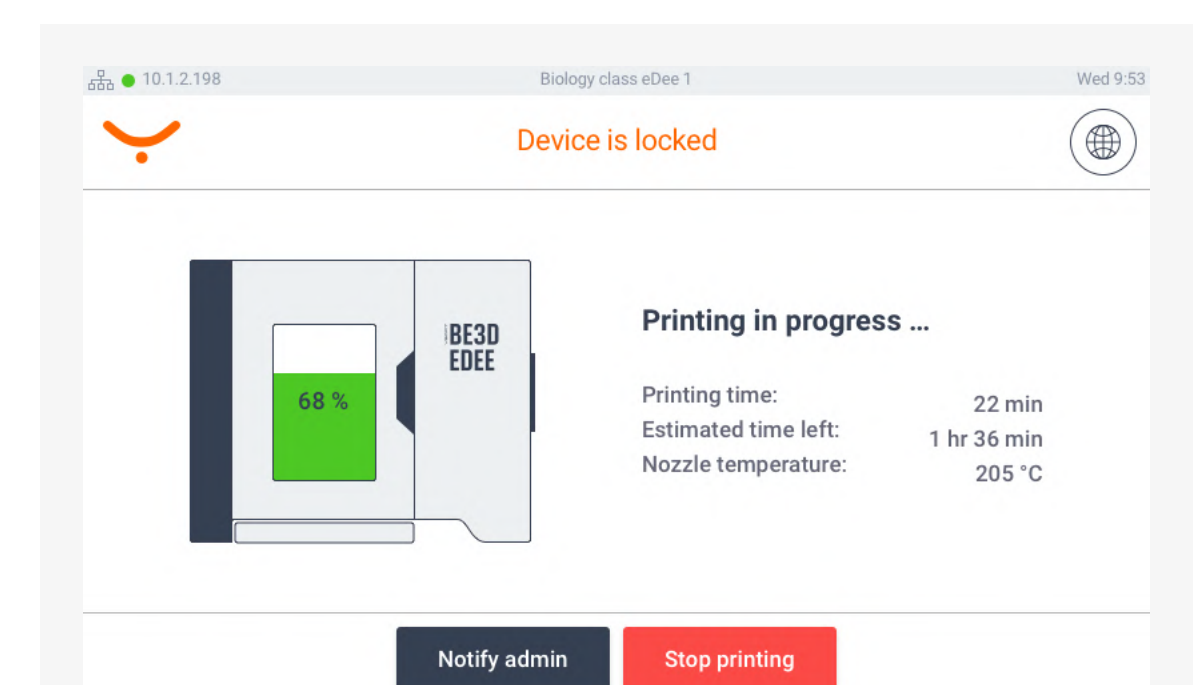 10.1.2.198 Biology class eDee 1 Wed 9:53
Device is locked
BE3D
EDEE
68 %
Printing in progress ...
Printing time: 22 min
Estimated time left: 1 hr 36 min
Nozzle temperature: 205 °C
Notify admin Stop printing